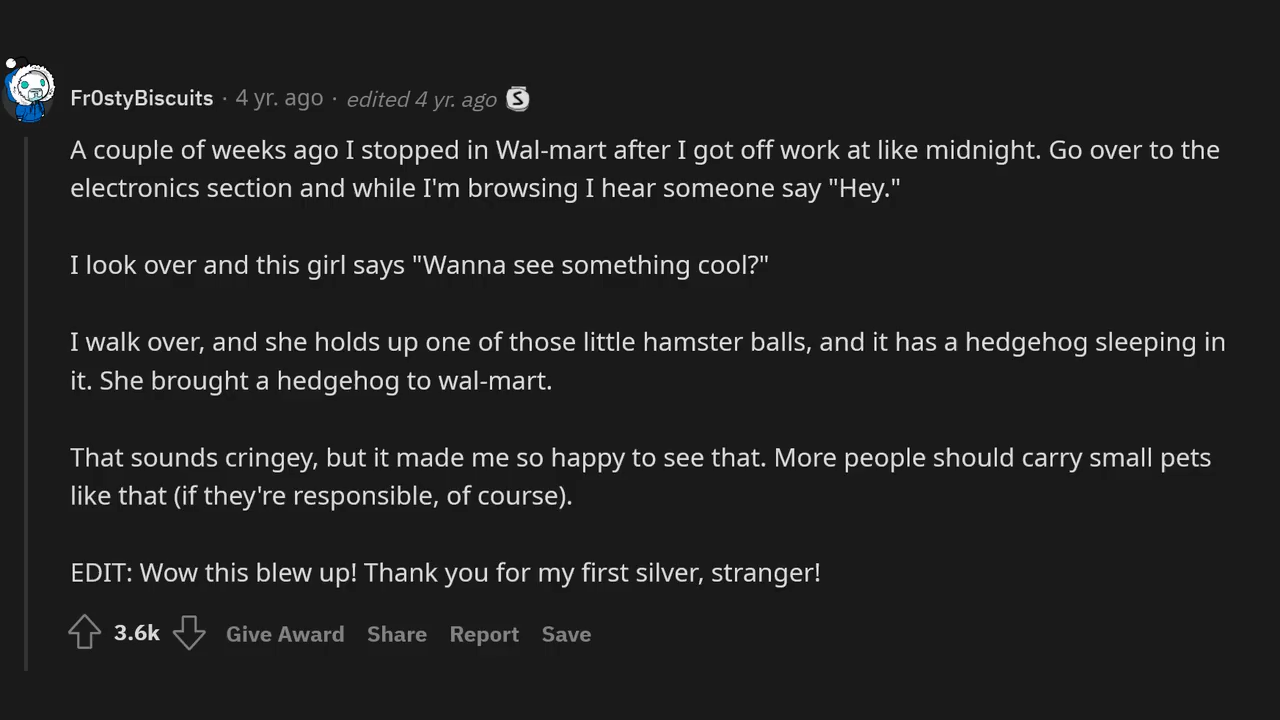 Fr0styBiscuits · 4 yr. ago · edited 4 yr. ago S
A couple of weeks ago I stopped in Wal-mart after I got off work at like midnight. Go over to the
electronics section and while I'm browsing I hear someone say "Hey."
I look over and this girl says "Wanna see something cool?"
I walk over, and she holds up one of those little hamster balls, and it has a hedgehog sleeping in
it. She brought a hedgehog to wal-mart.
That sounds cringey, but it made me so happy to see that. More people should carry small pets
like that (if they're responsible, of course).
EDIT: Wow this blew up! Thank you for my first silver, stranger!
3.6k Give Award Share Report Save